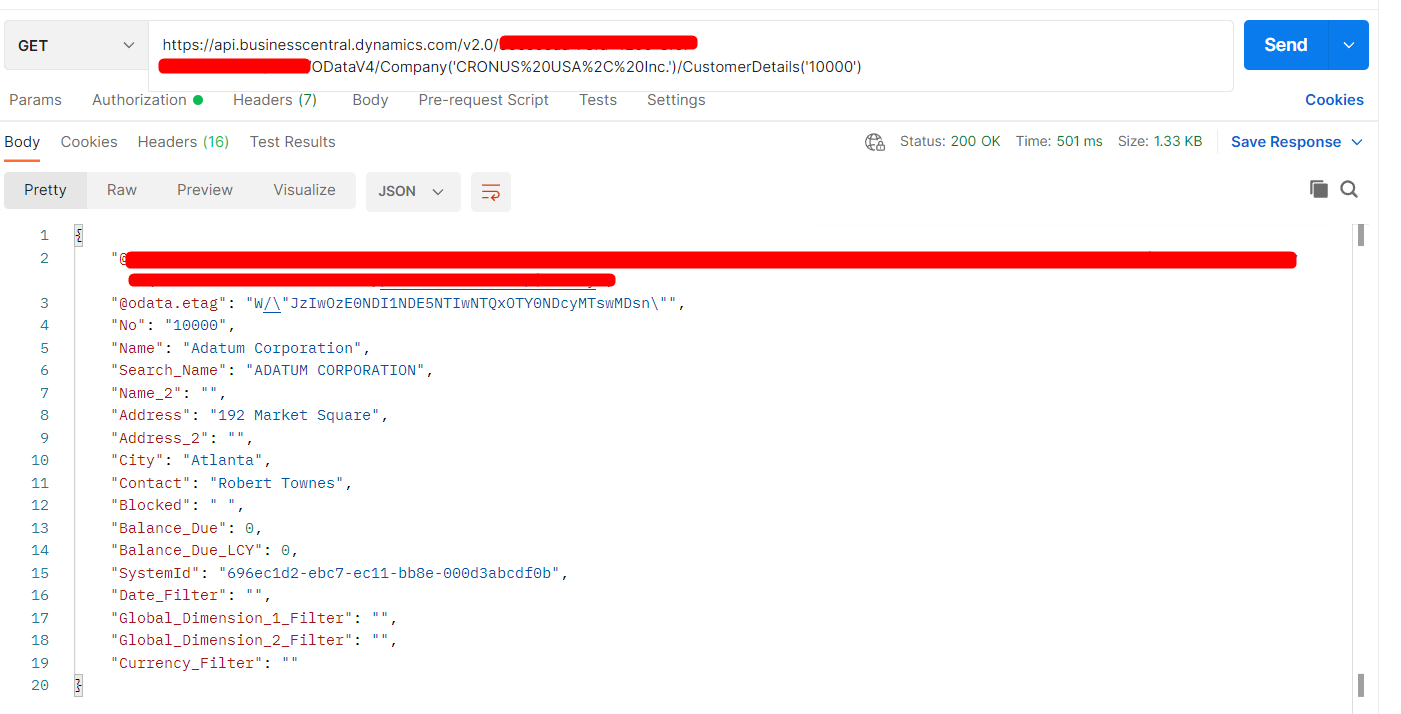 GET
https://api.businesscentral.dynamics.com/v2.0/
/ODataV4/Company('CRONUS%20USA%2C%20Inc.')/CustomerDetails('10000')
Send
Params Authorization Headers (7) Body Pre-request Script Tests Settings Cookies
Body Cookies Headers (16) Test Results Status: 200 OK Time: 501 ms Size: 1.33 KB Save Response
Pretty Raw Preview Visualize JSON
1 {
2 "@
3 "@odata.etag": "W/\"JzIwOzE0NDI1NDE5NTIwNTQxOTY0NDcyMTswMDsn\"",
4 "No": "10000",
5 "Name": "Adatum Corporation",
6 "Search_Name": "ADATUM CORPORATION",
7 "Name_2": "",
8 "Address": "192 Market Square",
9 "Address_2": "",
10 "City": "Atlanta",
11 "Contact": "Robert Townes",
12 "Blocked": " ",
13 "Balance_Due": 0,
14 "Balance_Due_LCY": 0,
15 "SystemId": "696ec1d2-ebc7-ec11-bb8e-000d3abcdf0b",
16 "Date_Filter": "",
17 "Global_Dimension_1_Filter": "",
18 "Global_Dimension_2_Filter": "",
19 "Currency_Filter": ""
20 }